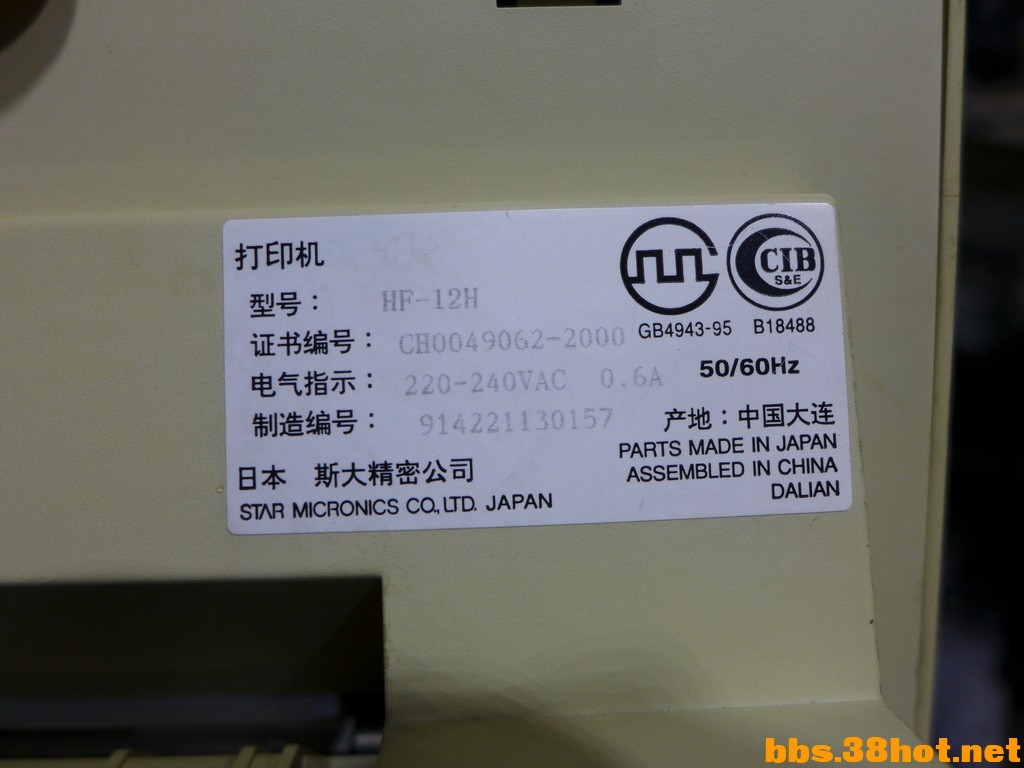 打印机
型号： HF-12H
证书编号： CH0049062-2000
电气指示： 220-240VAC 0.6A
制造编号： 914221130157
日本 斯大精密公司
STAR MICRONICS CO., LTD. JAPAN
CIB
S&E
GB4943-95 B18488
50/60Hz
产地：中国大连
PARTS MADE IN JAPAN
ASSEMBLED IN CHINA
DALIAN
bbs.38hot.net